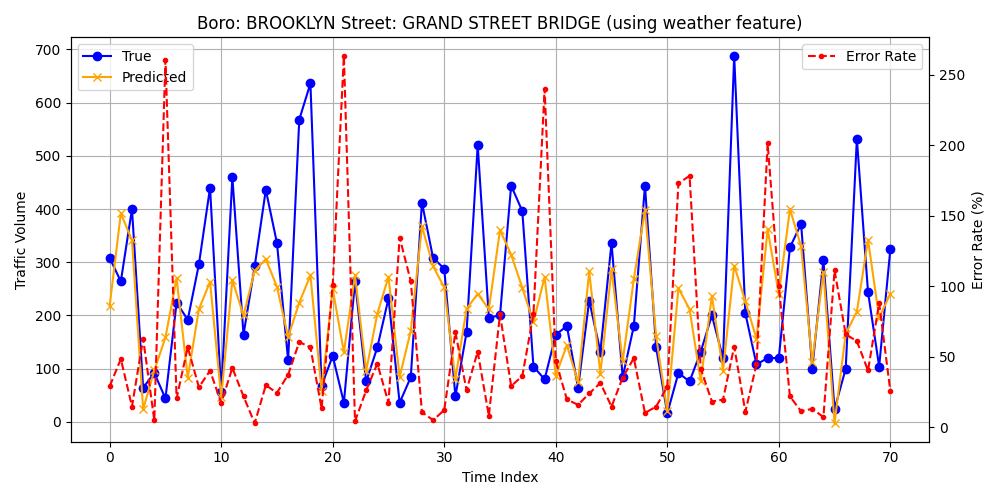 Boro: BROOKLYN Street: GRAND STREET BRIDGE (using weather feature)
True
Predicted
Error Rate
Traffic Volume
700
600
500
400
300
200
100
0
250
200
150
100
50
0
Error Rate (%)
0 10 20 30 40 50 60 70
Time Index